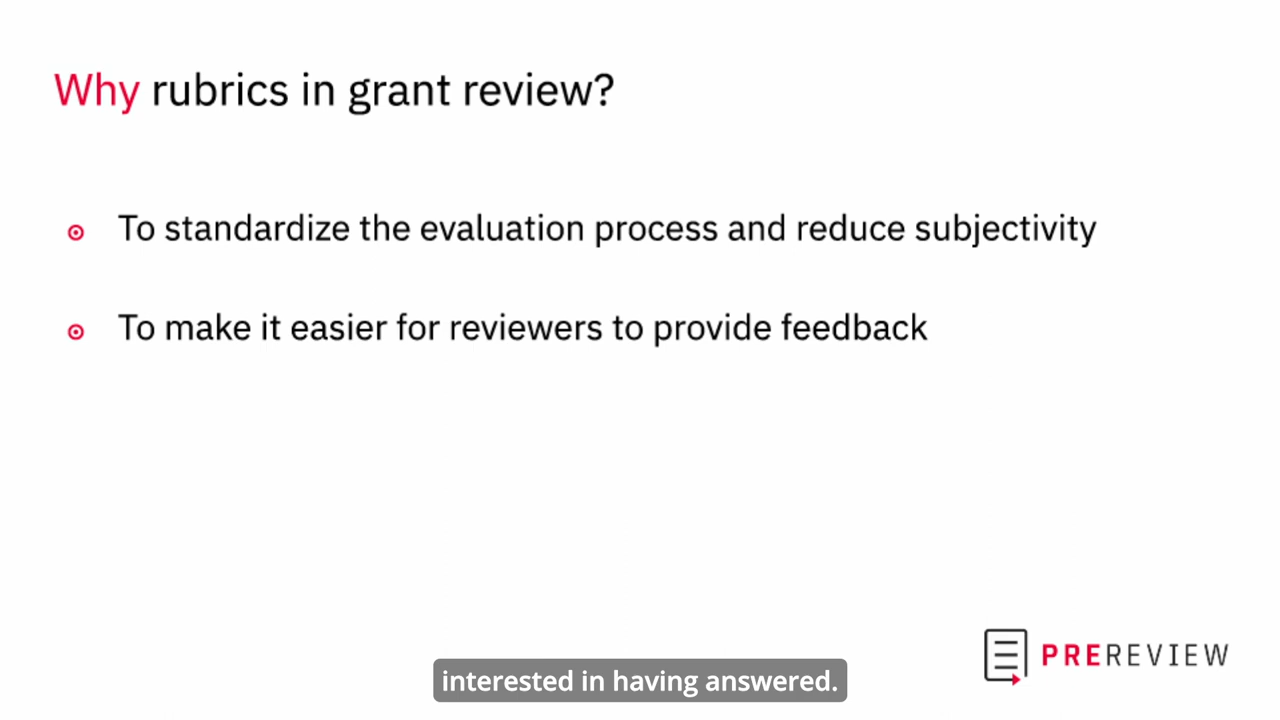 Why rubrics in grant review?
To standardize the evaluation process and reduce subjectivity
To make it easier for reviewers to provide feedback
PREREVIEW
interested in having answered.